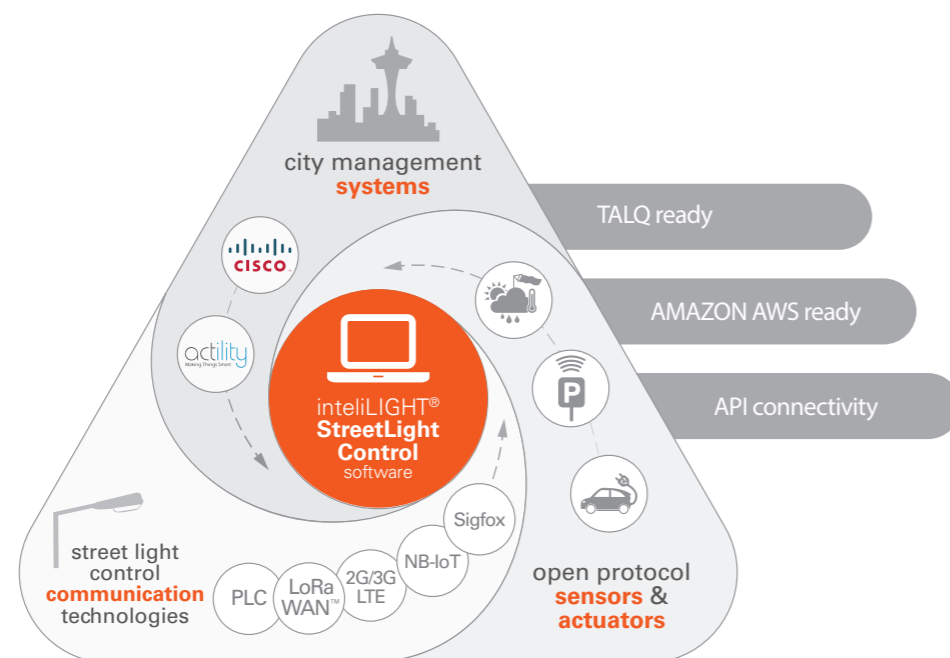 city management
systems
TALQ ready
CISCO™
AMAZON AWS ready
actility
Making Things Smart
P
inteliLIGHT®
StreetLight
Control
software
API connectivity
street light
control
communication
technologies
PLC
LoRa
WAN™
2G/3G
LTE
NB-IoT
Sigfox
open protocol
sensors &
actuators